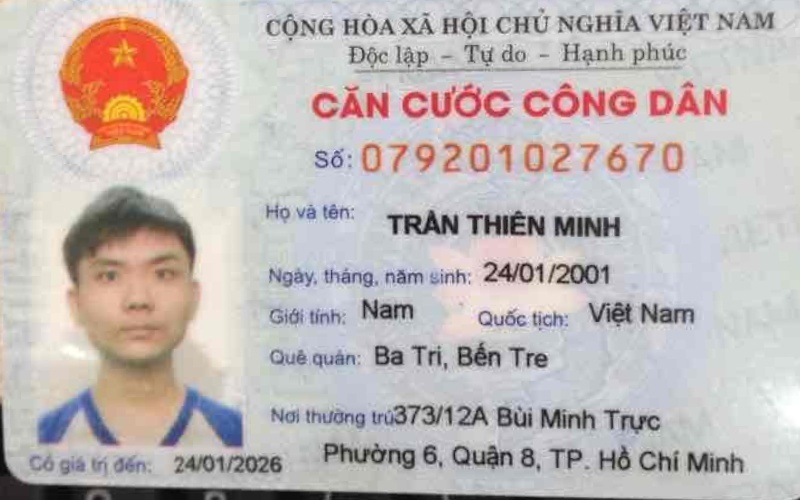 CỘNG HÒA XÃ HỘI CHỦ NGHĨA VIỆT NAM
Độc lập – Tự do – Hạnh phúc
CĂN CƯỚC CÔNG DÂN
Số: 079201027670
Họ và tên: TRẦN THIÊN MINH
Ngày, tháng, năm sinh: 24/01/2001
Giới tính: Nam Quốc tịch: Việt Nam
Quê quán: Ba Tri, Bến Tre
Nơi thường trú: 373/12A Bùi Minh Trực
Phường 6, Quận 8, TP. Hồ Chí Minh
Có giá trị đến: 24/01/2026